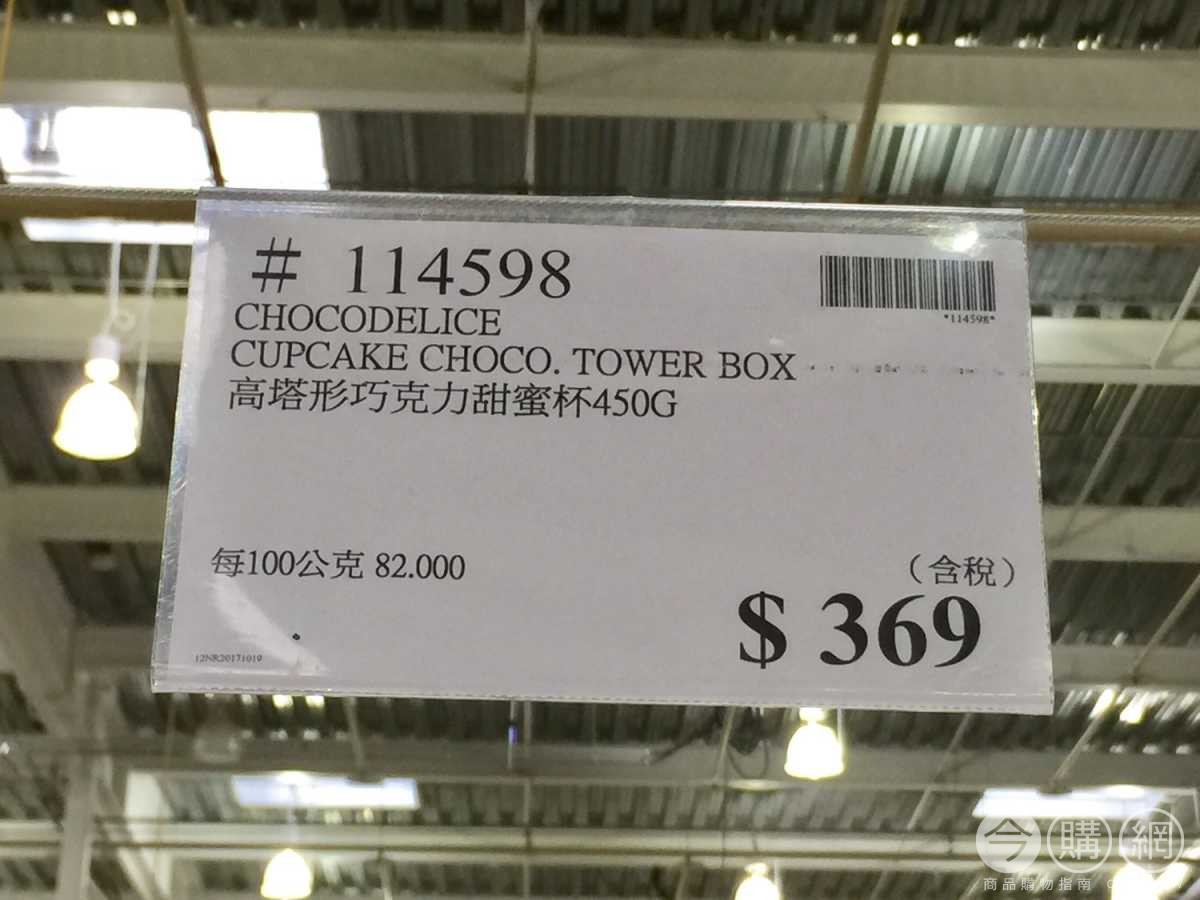 # 114598
*114598*
CHOCODELICE
CUPCAKE CHOCO. TOWER BOX
高塔形巧克力甜蜜杯450G
每100公克 82.000
(含稅)
$ 369
12NR20171019
今購網
商品購物指南